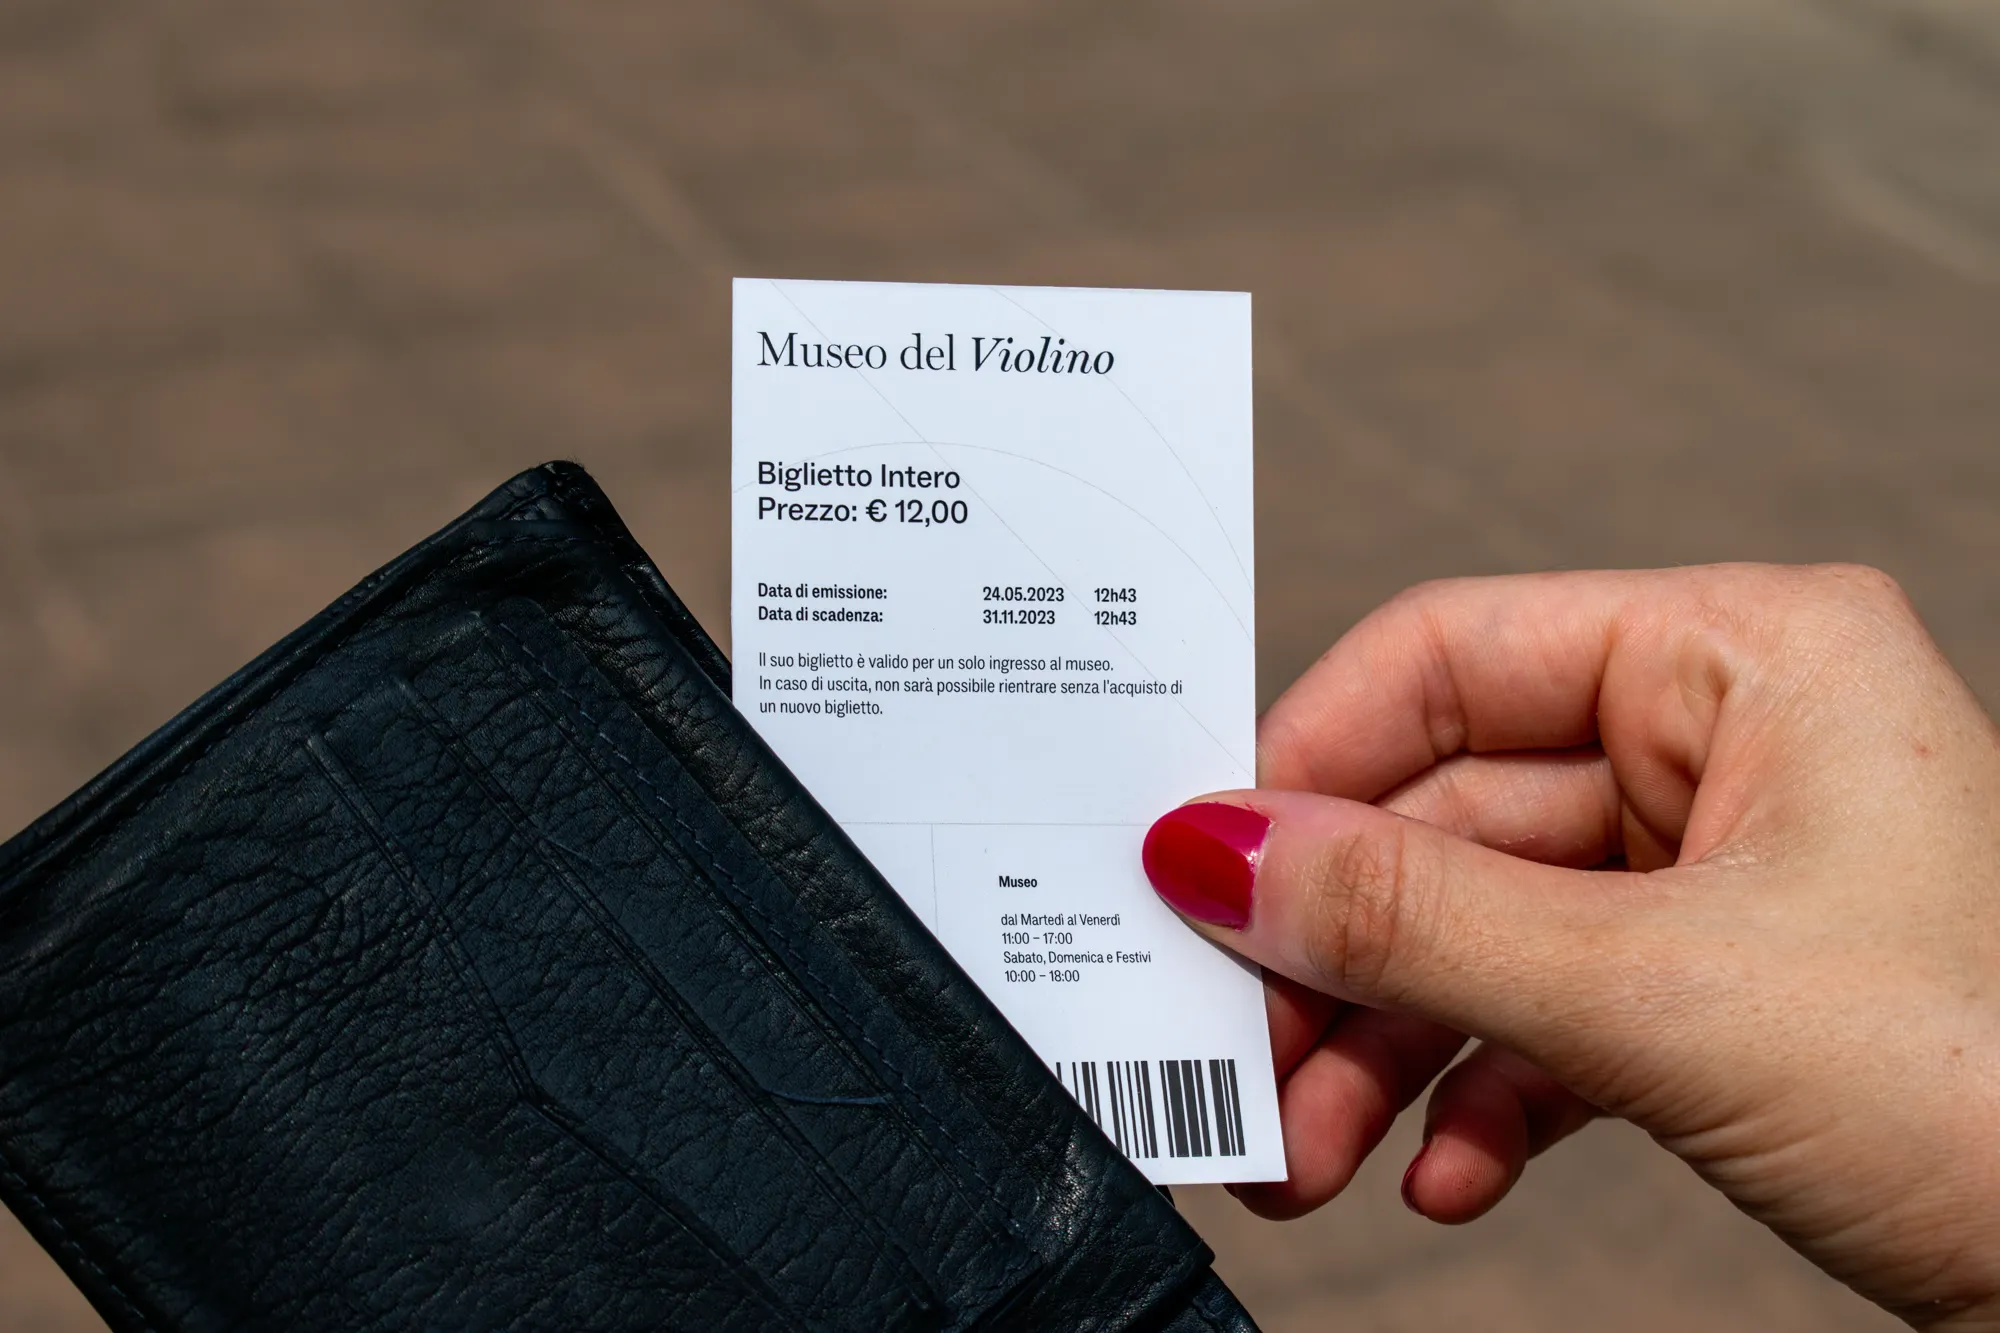 Museo del Violino
Biglietto Intero
Prezzo: € 12,00
Data di emissione: 24.05.2023 12h43
Data di scadenza: 31.11.2023 12h43
Il suo biglietto è valido per un solo ingresso al museo.
In caso di uscita, non sarà possibile rientrare senza l'acquisto di
un nuovo biglietto.
Museo
dal Martedì al Venerdì
11:00 – 17:00
Sabato, Domenica e Festivi
10:00 – 18:00